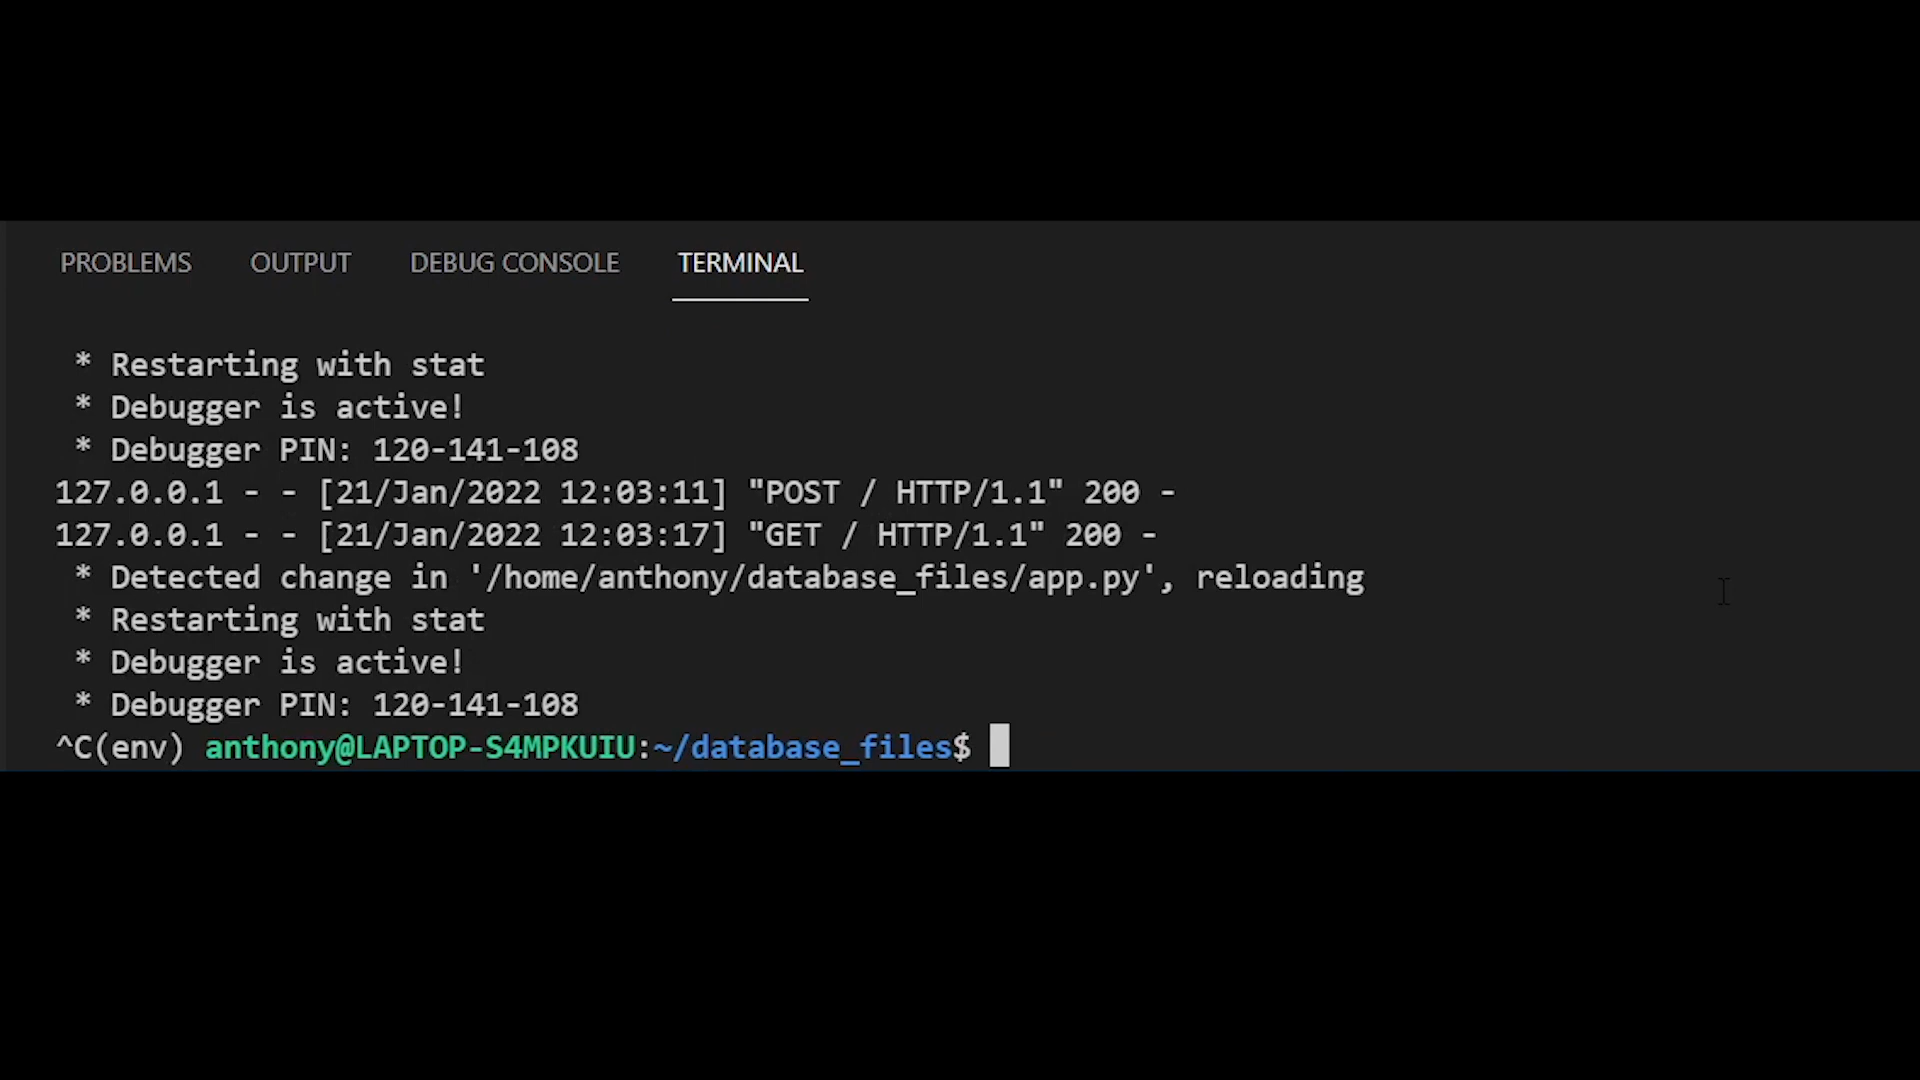 PROBLEMS OUTPUT DEBUG CONSOLE TERMINAL
* Restarting with stat
* Debugger is active!
* Debugger PIN: 120-141-108
127.0.0.1 - - [21/Jan/2022 12:03:11] "POST / HTTP/1.1" 200 -
127.0.0.1 - - [21/Jan/2022 12:03:17] "GET / HTTP/1.1" 200 -
* Detected change in '/home/anthony/database_files/app.py', reloading
* Restarting with stat
* Debugger is active!
* Debugger PIN: 120-141-108
^C(env) anthony@LAPTOP-S4MPKUIU:~/database_files$